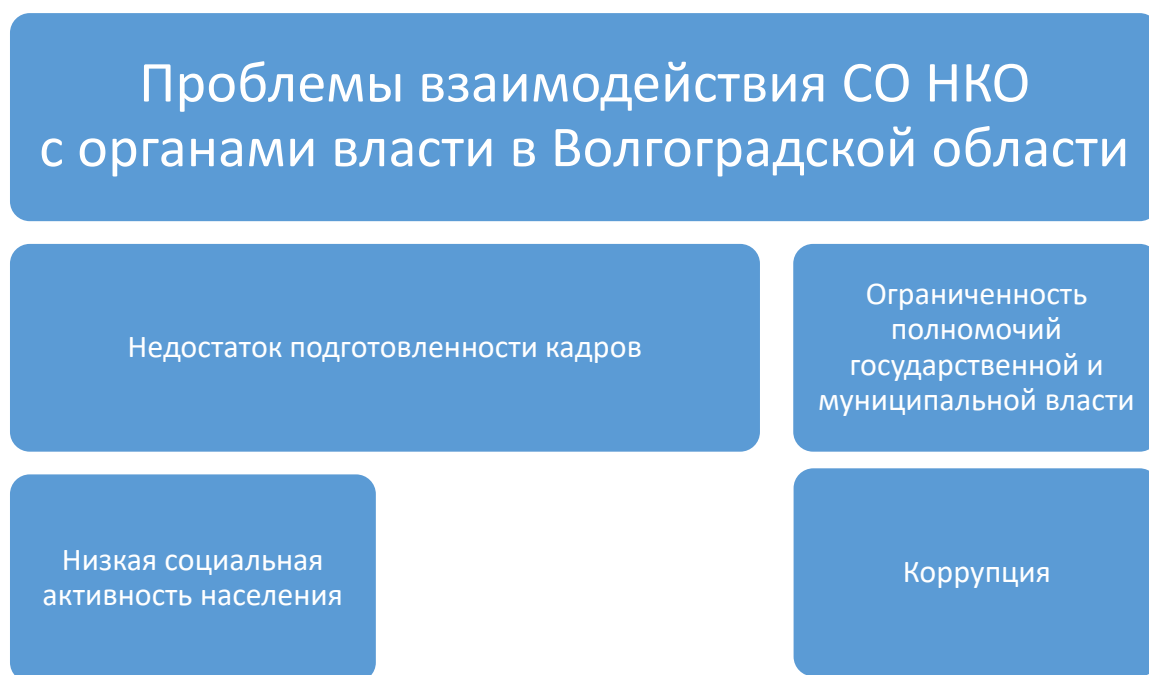 Проблемы взаимодействия СО НКО
с органами власти в Волгоградской области
Недостаток подготовленности кадров
Ограниченность
полномочий
государственной и
муниципальной власти
Низкая социальная
активность населения
Коррупция